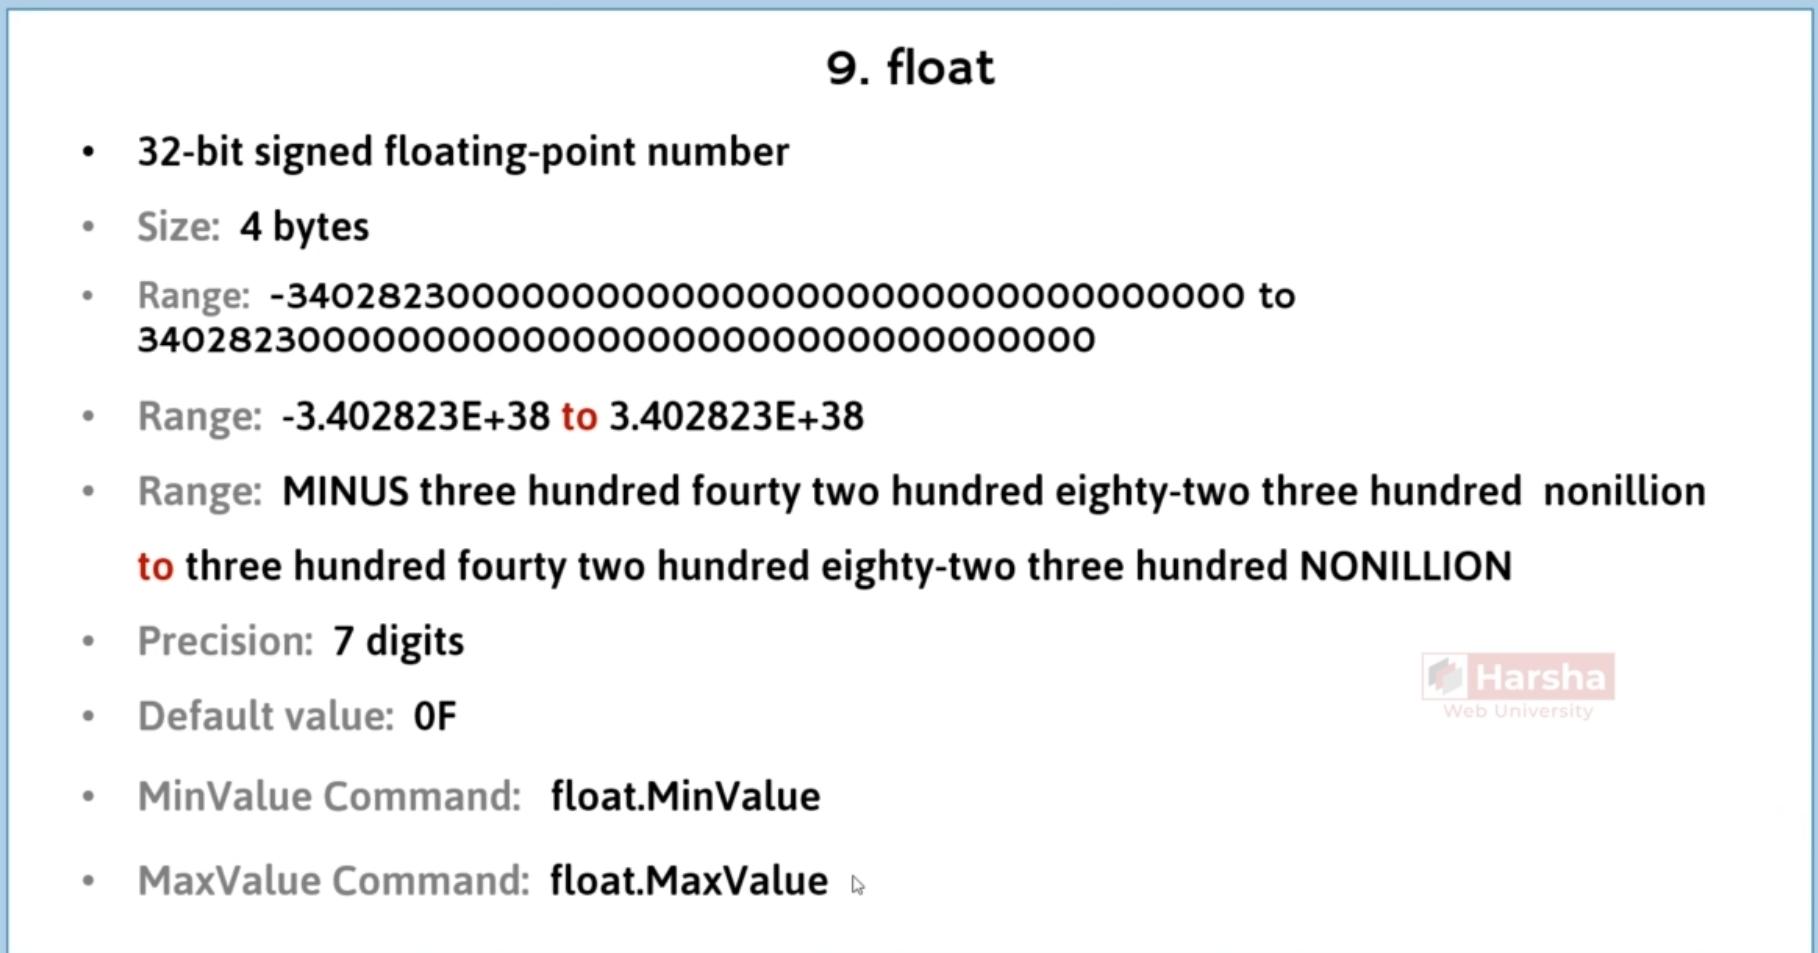 9. float
• 32-bit signed floating-point number
• Size: 4 bytes
• Range: -340282300000000000000000000000000000000 to
340282300000000000000000000000000000000
• Range: -3.402823E+38 to 3.402823E+38
• Range: MINUS three hundred fourty two hundred eighty-two three hundred nonillion
to three hundred fourty two hundred eighty-two three hundred NONILLION
• Precision: 7 digits
• Default value: 0F
• MinValue Command: float.MinValue
• MaxValue Command: float.MaxValue
Harsha
Web University